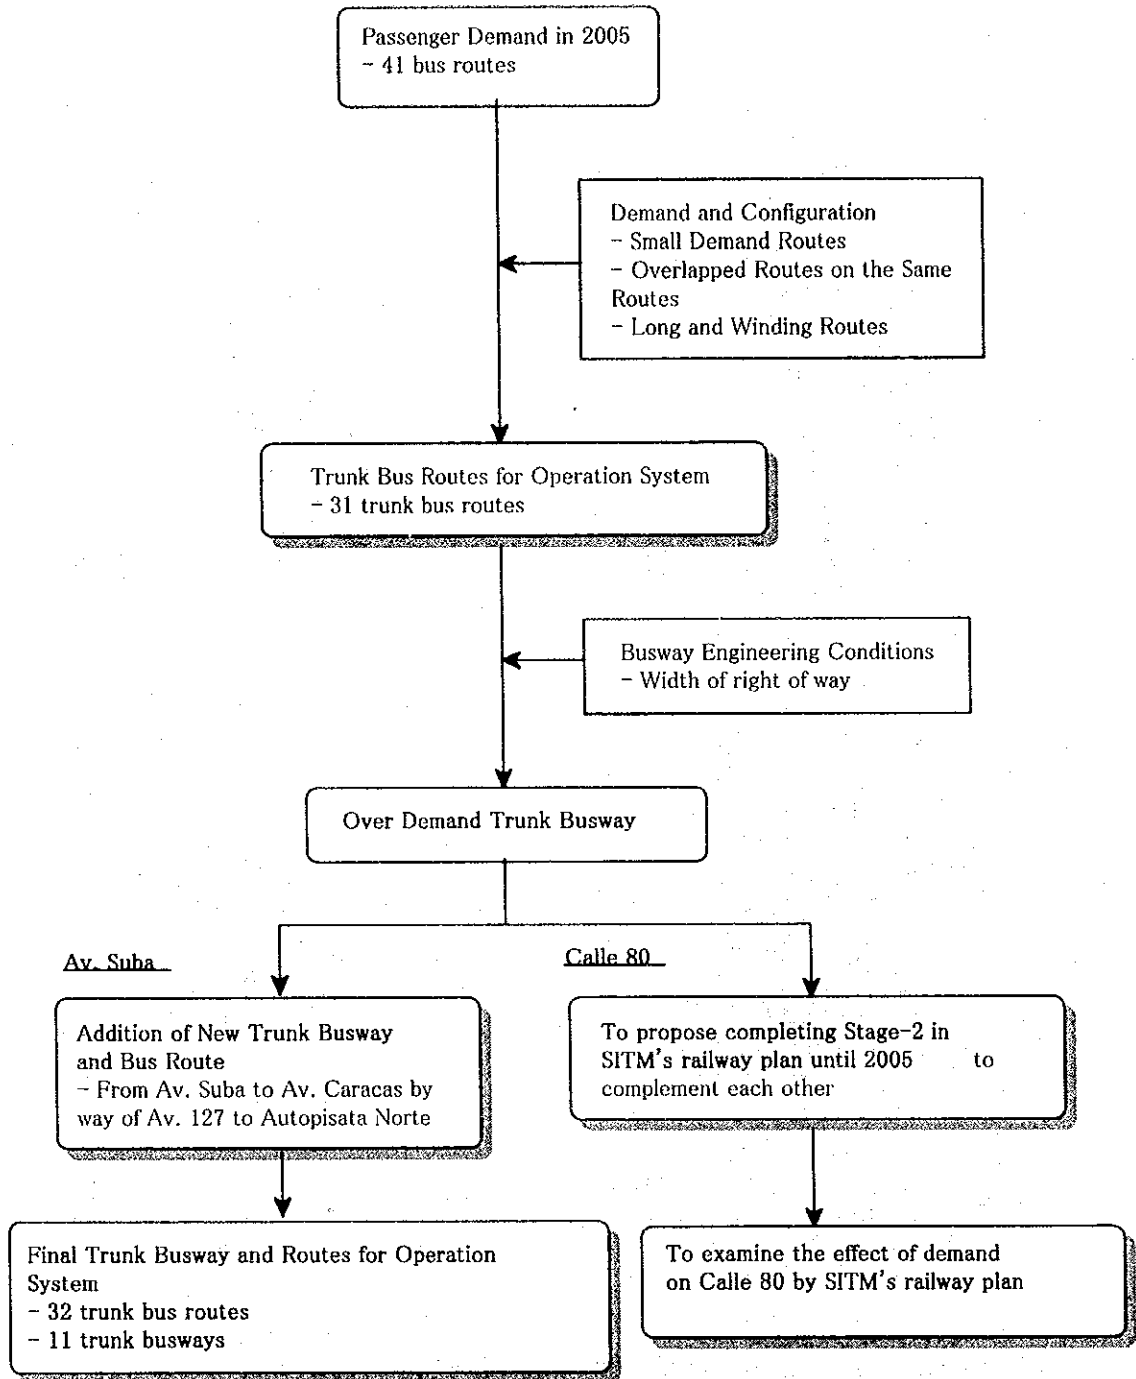 Passenger Demand in 2005
- 41 bus routes
Demand and Configuration
- Small Demand Routes
- Overlapped Routes on the Same
Routes
- Long and Winding Routes
Trunk Bus Routes for Operation System
- 31 trunk bus routes
Busway Engineering Conditions
- Width of right of way
Over Demand Trunk Busway
Av. Suba
Calle 80
Addition of New Trunk Busway
and Bus Route
- From Av. Suba to Av. Caracas by
way of Av. 127 to Autopisata Norte
To propose completing Stage-2 in
SITM's railway plan until 2005 to
complement each other
Final Trunk Busway and Routes for Operation
System
- 32 trunk bus routes
- 11 trunk busways
To examine the effect of demand
on Calle 80 by SITM's railway plan